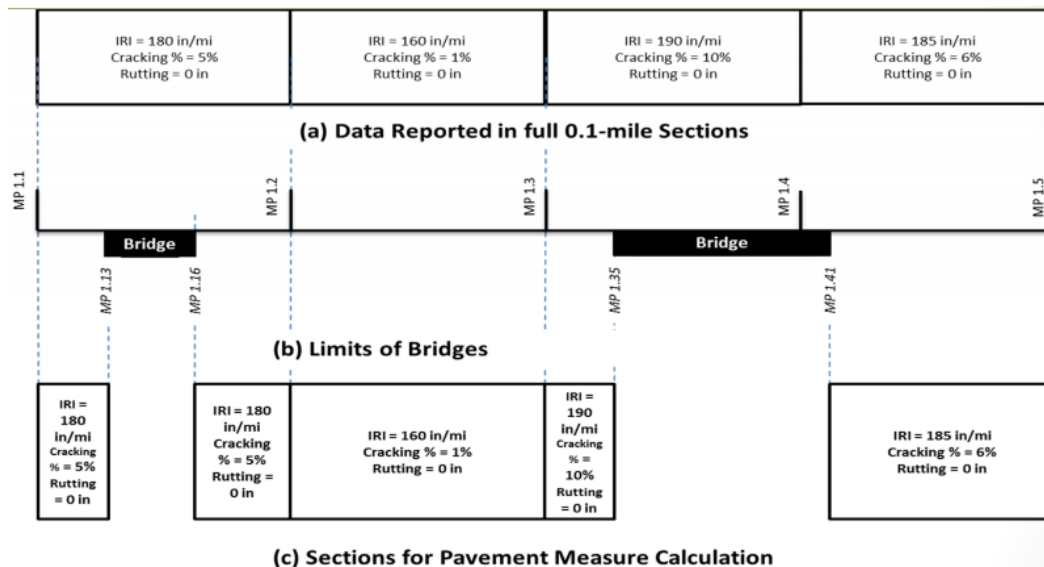 IRI = 180 in/mi
Cracking % = 5%
Rutting = 0 in
IRI = 160 in/mi
Cracking % = 1%
Rutting = 0 in
IRI = 190 in/mi
Cracking % = 10%
Rutting = 0 in
IRI = 185 in/mi
Cracking % = 6%
Rutting = 0 in
(a) Data Reported in full 0.1-mile Sections
MP 1.1
MP 1.2
MP 1.3
MP 1.4
MP 1.5
Bridge
Bridge
MP 1.13
MP 1.16
MP 1.35
MP 1.41
(b) Limits of Bridges
IRI =
180
in/mi
Cracking
% = 5%
Rutting
= 0 in
IRI = 180
in/mi
Cracking
% = 5%
Rutting =
0 in
IRI = 160 in/mi
Cracking % = 1%
Rutting = 0 in
IRI =
190
in/mi
Cracking
% =
10%
Rutting
= 0 in
IRI = 185 in/mi
Cracking % = 6%
Rutting = 0 in
(c) Sections for Pavement Measure Calculation